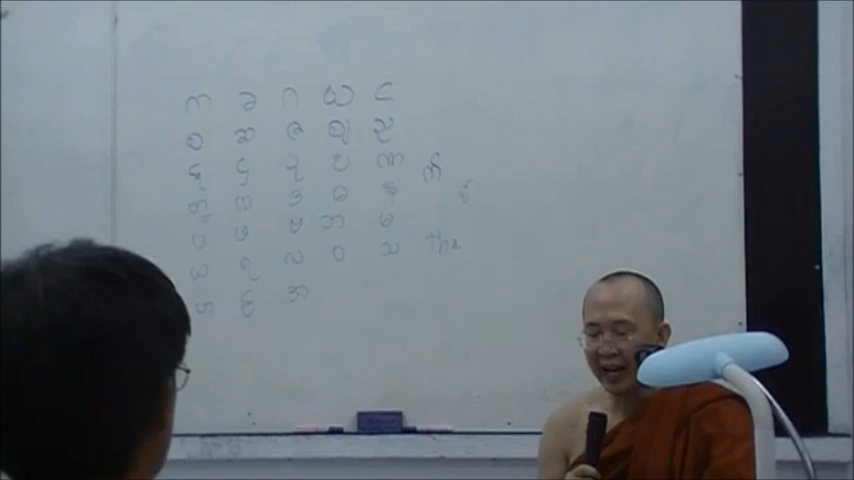 က ခ ဂ ဃ င
စ ဆ ဇ ဈ ည
ဋ ဌ ဍ ဎ ဏ
တ ထ ဒ ဓ န
ပ ဖ ဗ ဘ မ
ယ ရ လ ဝ သ tha
ဟ ဠ အ